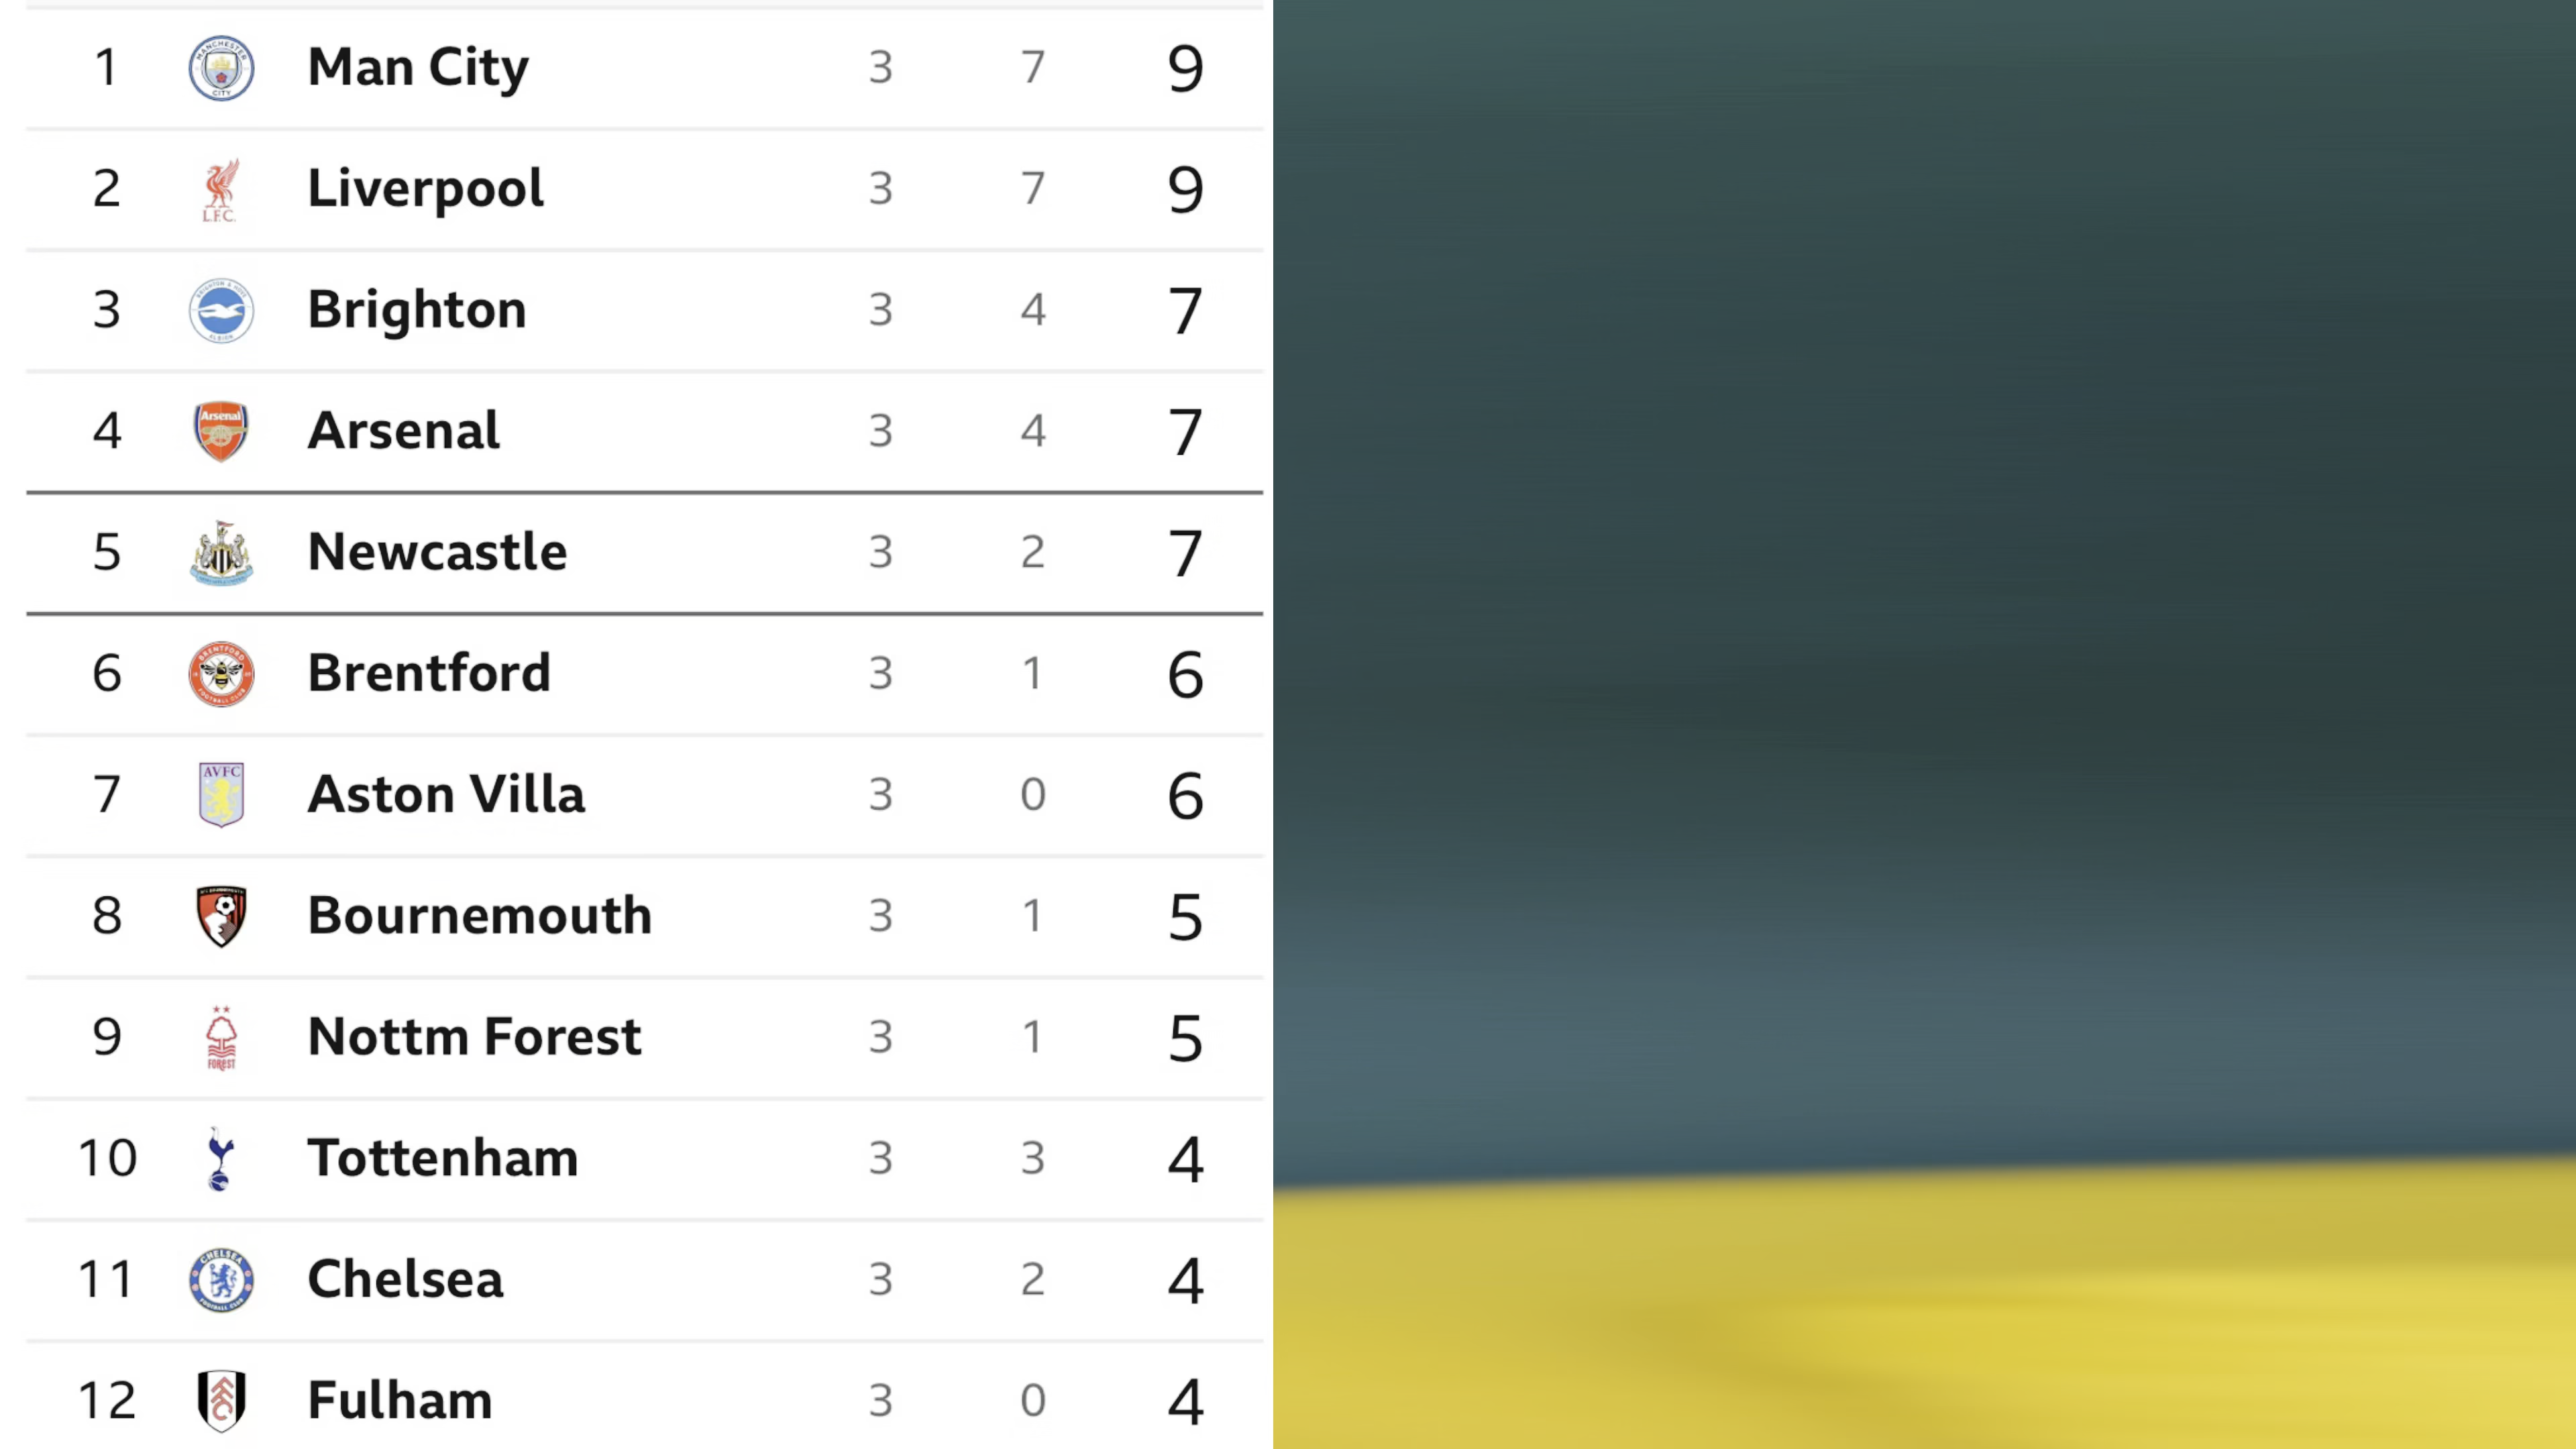 1 Man City 3 7 9
2 L.F.C. Liverpool 3 7 9
3 Brighton 3 4 7
4 Arsenal Arsenal 3 4 7
5 Newcastle 3 2 7
6 Brentford 3 1 6
7 AVFC Aston Villa 3 0 6
8 Bournemouth 3 1 5
9 FOREST Nottm Forest 3 1 5
10 Tottenham 3 3 4
11 Chelsea 3 2 4
12 Fulham 3 0 4